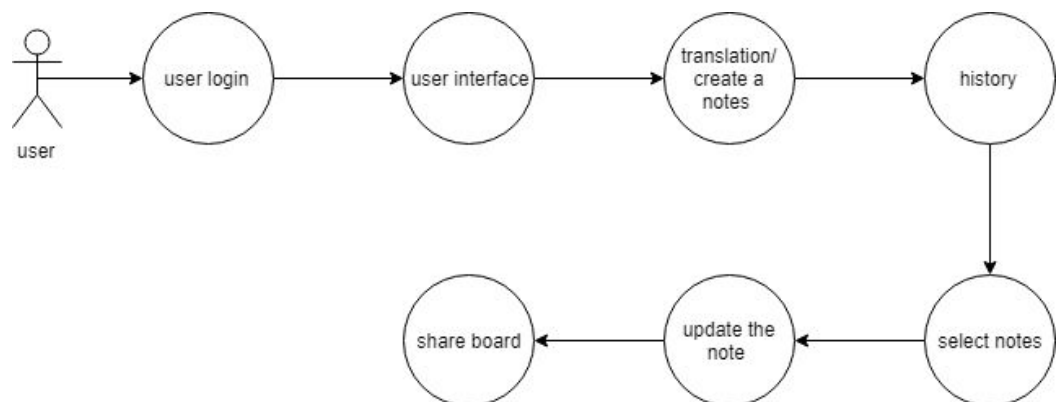 user login
user interface
translation/
create a
notes
history
user
share board
update the
note
select notes